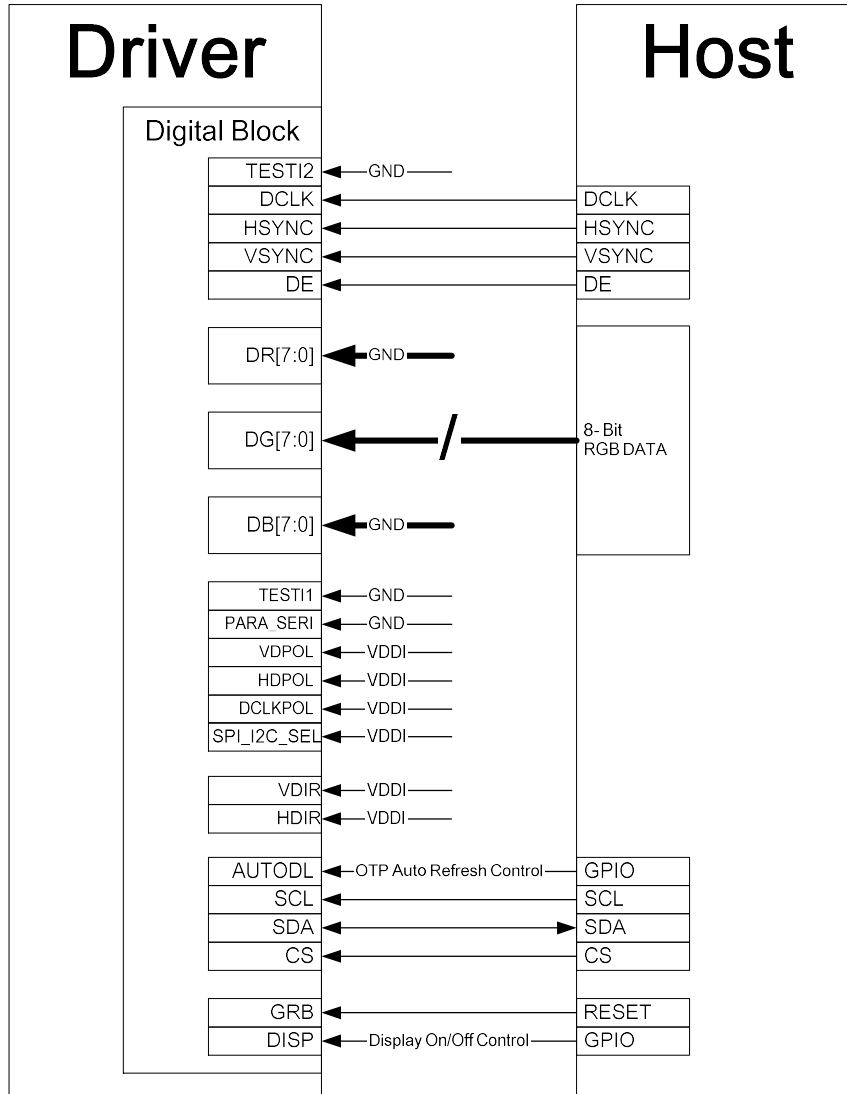 Driver
Host
Digital Block
TESTI2 GND
DCLK DCLK
HSYNC HSYNC
VSYNC VSYNC
DE DE
DR[7:0] GND
DG[7:0] / 8-Bit
RGB DATA
DB[7:0] GND
TESTI1 GND
PARA_SERI GND
VDPOL VDDI
HDPOL VDDI
DCLKPOL VDDI
SPI_I2C_SEL VDDI
VDIR VDDI
HDIR VDDI
AUTODL OTP Auto Refresh Control GPIO
SCL SCL
SDA SDA
CS CS
GRB RESET
DISP Display On/Off Control GPIO